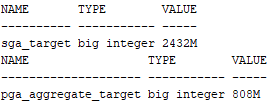 NAME       TYPE        VALUE
---------- ----------- -----
sga_target big integer 2432M
NAME                 TYPE        VALUE
-------------------- ----------- -----
pga_aggregate_target big integer 808M